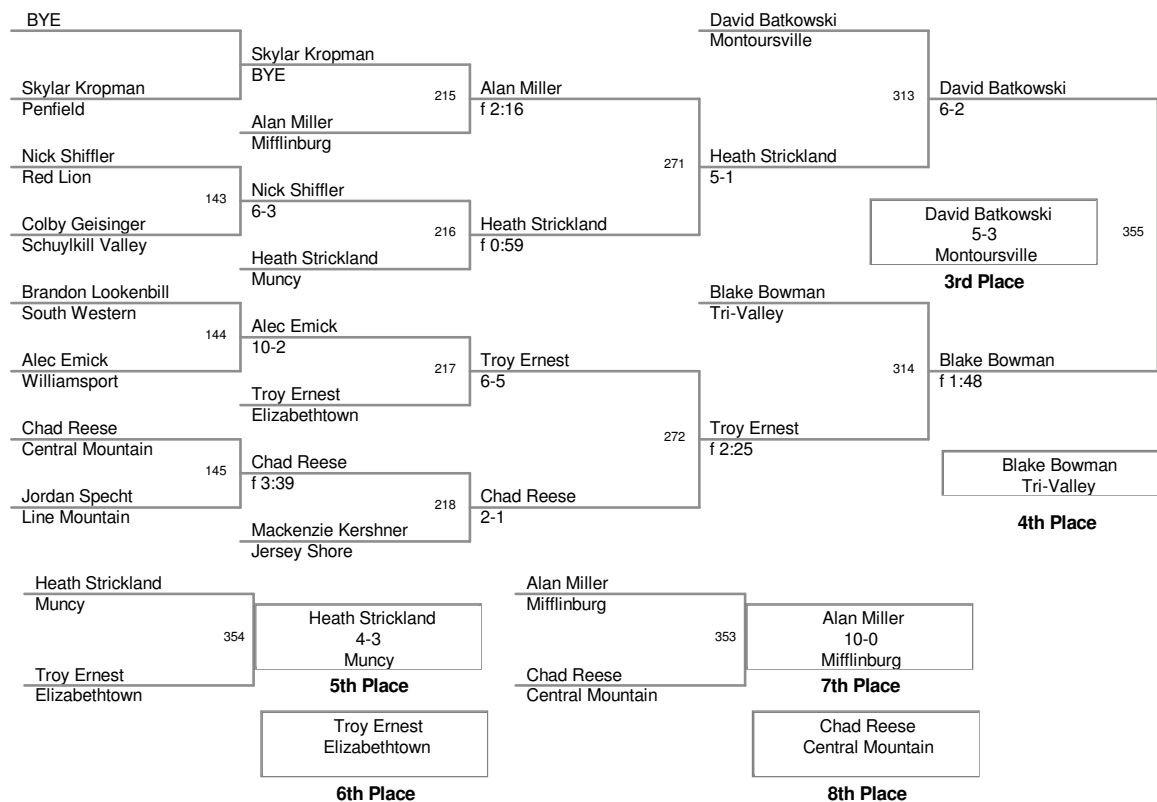 BYE
Skylar Kropman
Penfield
Nick Shiffler
Red Lion
143
Colby Geisinger
Schuylkill Valley
Brandon Lookenbill
South Western
144
Alec Emick
Williamsport
Chad Reese
Central Mountain
145
Jordan Specht
Line Mountain
Skylar Kropman
BYE
215
Alan Miller
Mifflinburg
Nick Shiffler
6-3
216
Heath Strickland
Muncy
Alec Emick
10-2
217
Troy Ernest
Elizabethtown
Chad Reese
f 3:39
218
Mackenzie Kershner
Jersey Shore
Alan Miller
f 2:16
271
Heath Strickland
f 0:59
Troy Ernest
6-5
272
Chad Reese
2-1
David Batkowski
Montoursville
313
Heath Strickland
5-1
Blake Bowman
Tri-Valley
314
Troy Ernest
f 2:25
David Batkowski
6-2
355
Blake Bowman
f 1:48
David Batkowski
5-3
Montoursville
3rd Place
Blake Bowman
Tri-Valley
4th Place
Heath Strickland
Muncy
354
Troy Ernest
Elizabethtown
Heath Strickland
4-3
Muncy
5th Place
Troy Ernest
Elizabethtown
6th Place
Alan Miller
Mifflinburg
353
Chad Reese
Central Mountain
Alan Miller
10-0
Mifflinburg
7th Place
Chad Reese
Central Mountain
8th Place